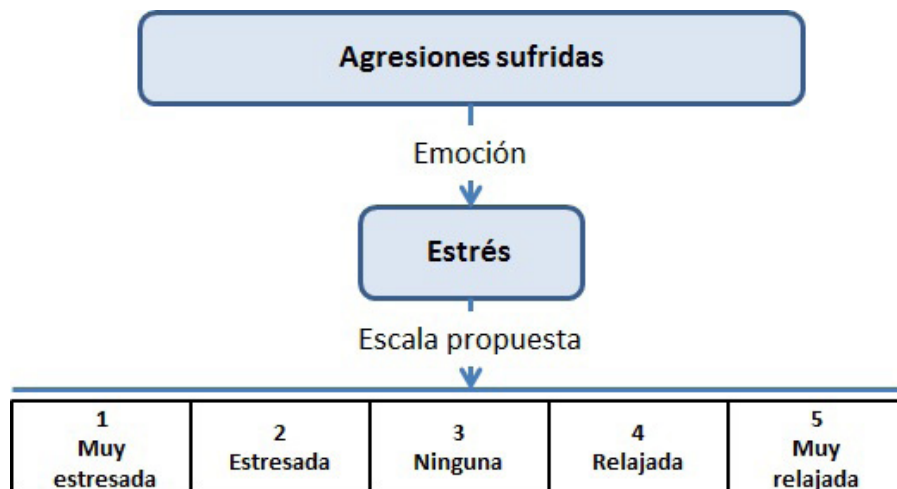 Agresiones sufridas
Emoción
Estrés
Escala propuesta
1
Muy
estresada
2
Estresada
3
Ninguna
4
Relajada
5
Muy
relajada